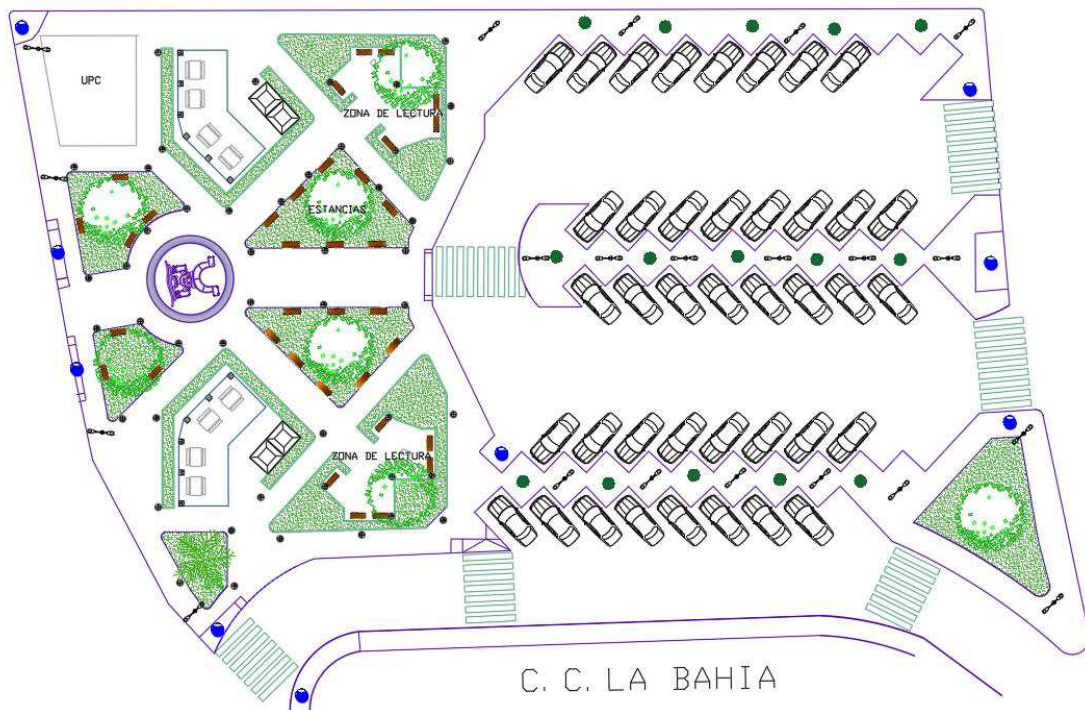 UPC
ZONA DE LECTURA
ESTANCIAS
ZONA DE LECTURA
C. C. LA BAHIA